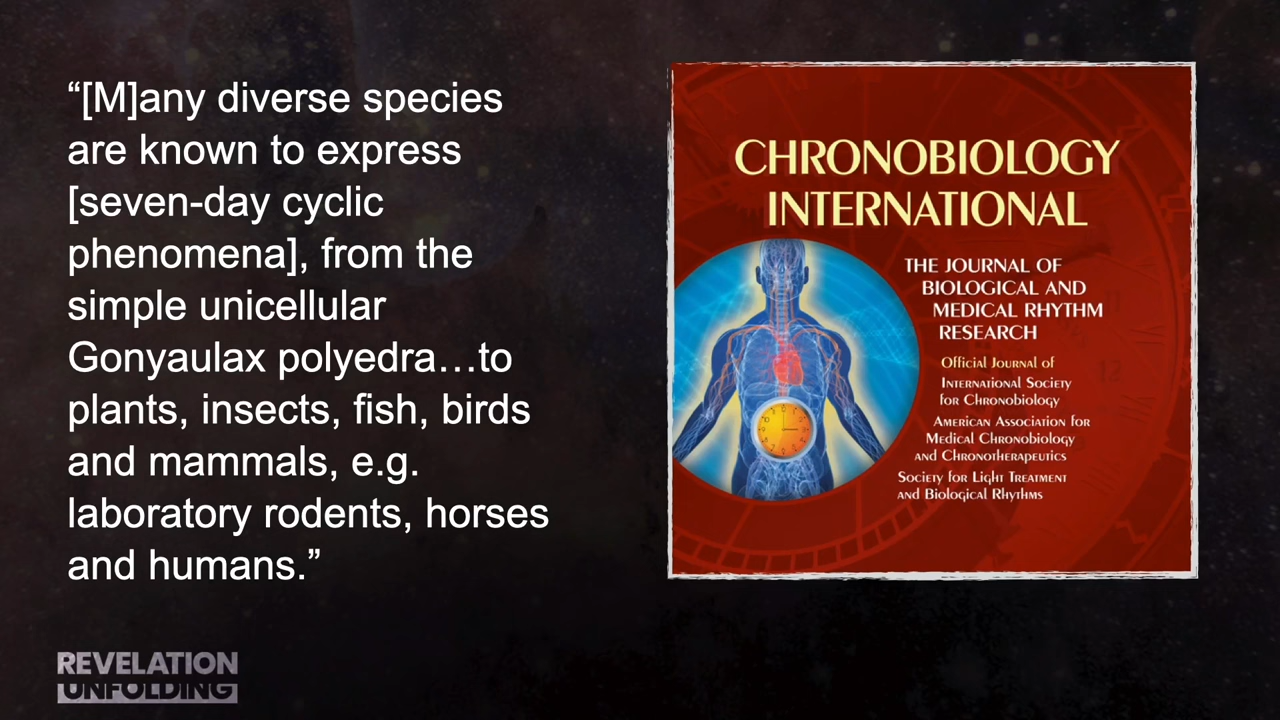 “[M]any diverse species
are known to express
[seven-day cyclic
phenomena], from the
simple unicellular
Gonyaulax polyedra…to
plants, insects, fish, birds
and mammals, e.g.
laboratory rodents, horses
and humans.”
CHRONOBIOLOGY
INTERNATIONAL
THE JOURNAL OF
BIOLOGICAL AND
MEDICAL RHYTHM
RESEARCH
Official Journal of
International Society
for Chronobiology
American Association for
Medical Chronobiology
and Chronotherapeutics
Society for Light Treatment
and Biological Rhythms
12
REVELATION
UNFOLDING